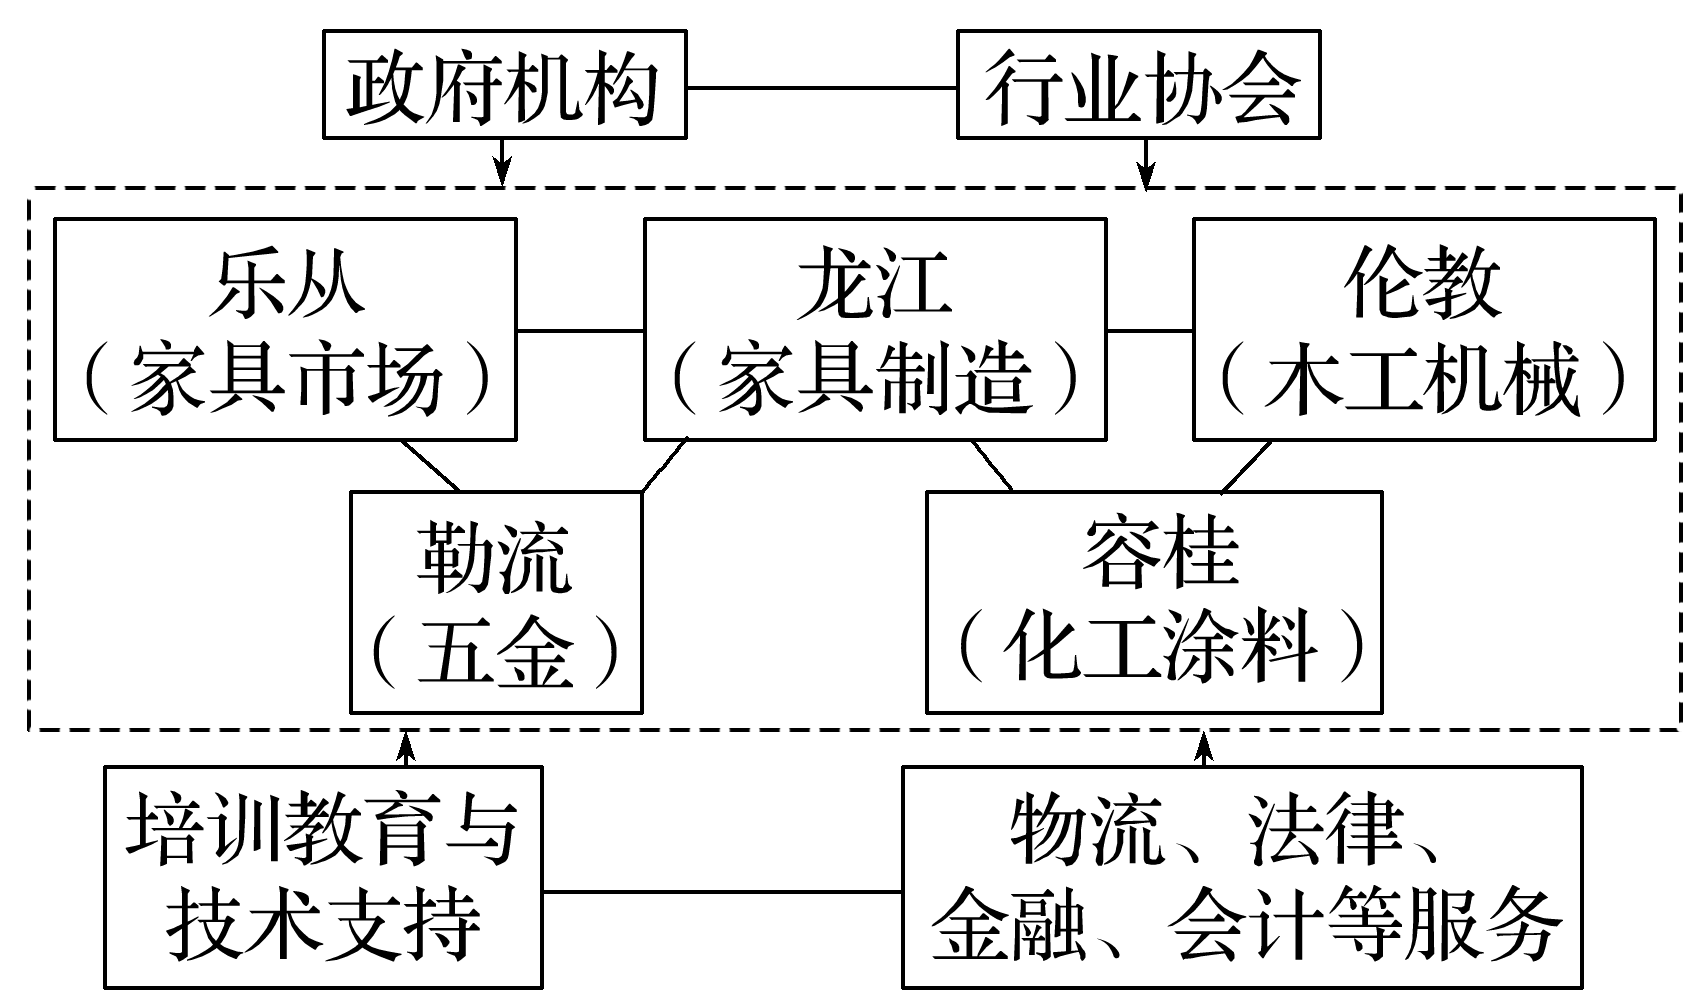 政府机构
行业协会
乐从
（家具市场）
龙江
（家具制造）
伦教
（木工机械）
勒流
（五金）
容桂
（化工涂料）
培训教育与
技术支持
物流、法律、
金融、会计等服务